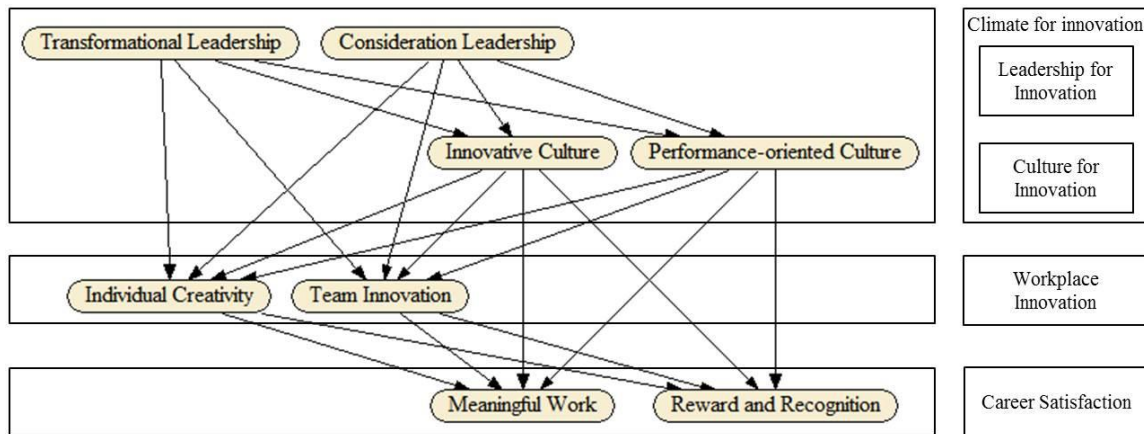 Transformational Leadership
Consideration Leadership
Climate for innovation
Leadership for
Innovation
Innovative Culture
Performance-oriented Culture
Culture for
Innovation
Individual Creativity
Team Innovation
Workplace
Innovation
Meaningful Work
Reward and Recognition
Career Satisfaction